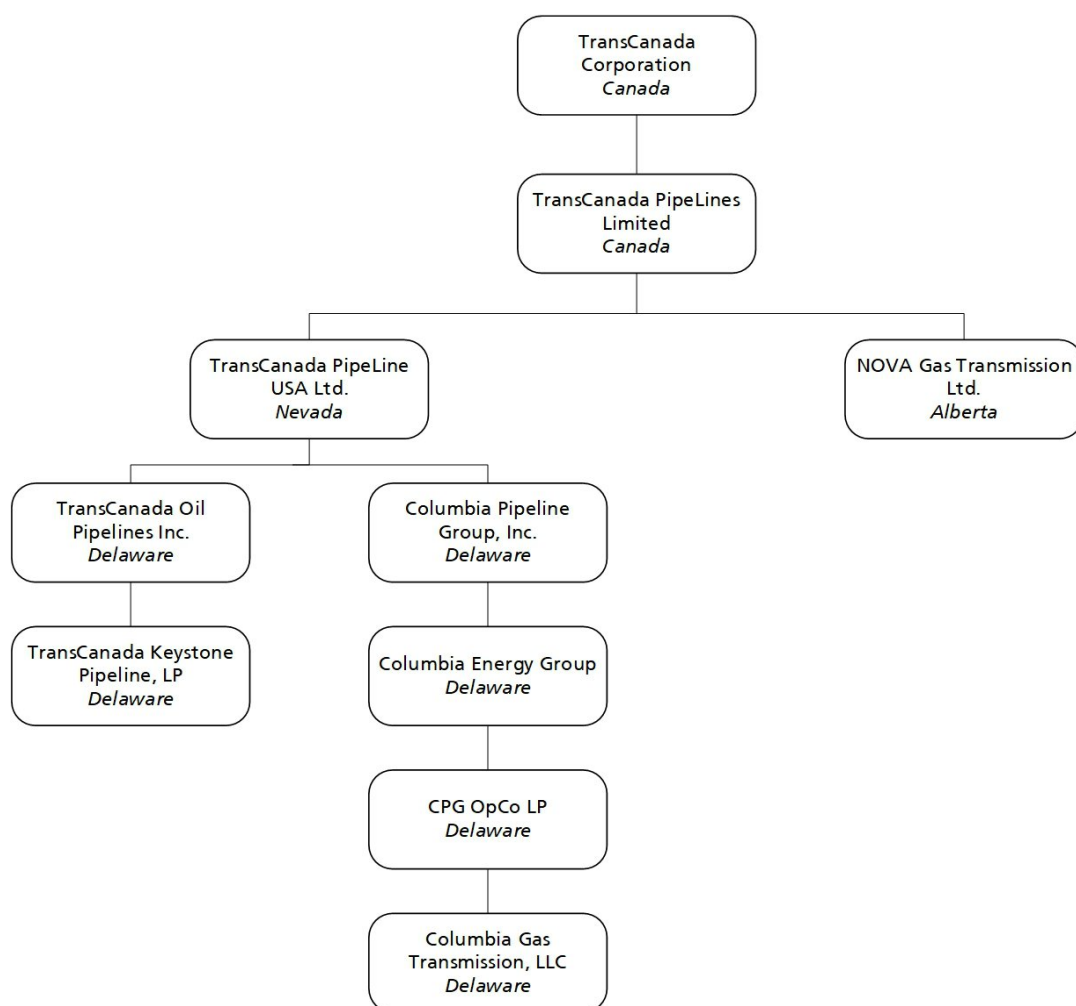 TransCanada
Corporation
Canada
TransCanada PipeLines
Limited
Canada
TransCanada PipeLine
USA Ltd.
Nevada
NOVA Gas Transmission
Ltd.
Alberta
TransCanada Oil
Pipelines Inc.
Delaware
Columbia Pipeline
Group, Inc.
Delaware
TransCanada Keystone
Pipeline, LP
Delaware
Columbia Energy Group
Delaware
CPG OpCo LP
Delaware
Columbia Gas
Transmission, LLC
Delaware